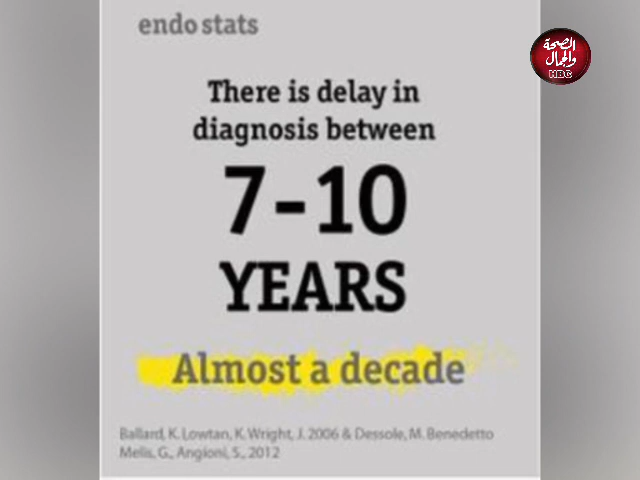 endo stats
الصحة
والجمال
HBC
There is delay in
diagnosis between
7-10
YEARS
Almost a decade
Ballard, K. Lowtan, K. Wright, J. 2006 & Dessole, M. Benedetto
Melis, G., Angioni, S., 2012